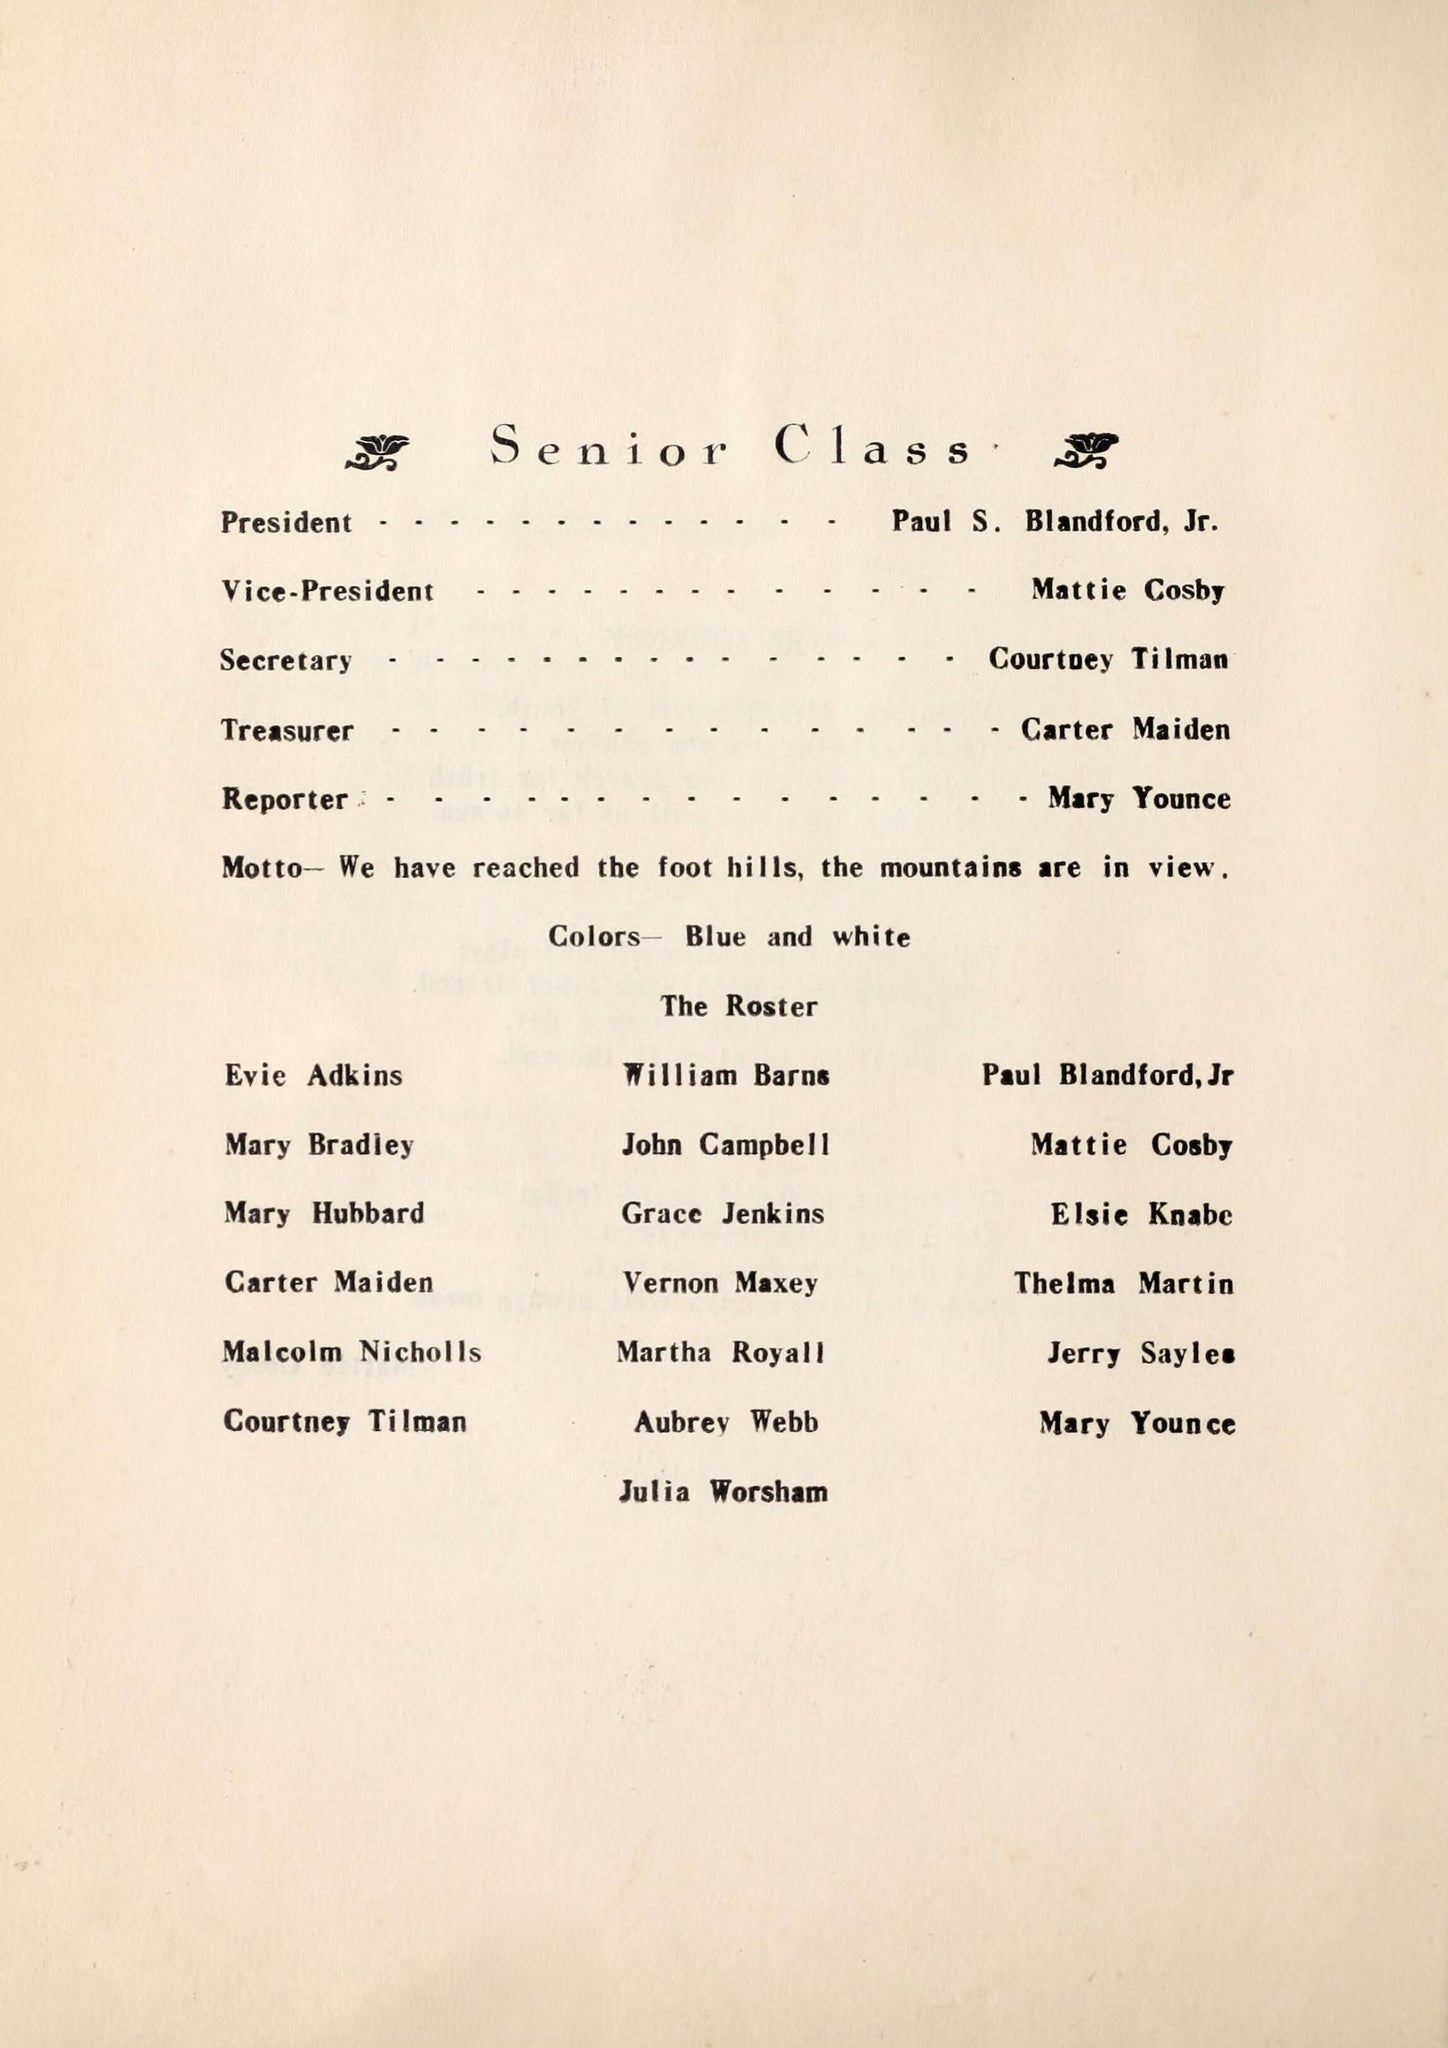 Senior Class
President - - - - - - - - - - - - - Paul S. Blandford, Jr.
Vice-President - - - - - - - - - - - - - - - Mattie Cosby
Secretary - - - - - - - - - - - - - - - - - Courtney Tilman
Treasurer - - - - - - - - - - - - - - - - - Carter Maiden
Reporter - - - - - - - - - - - - - - - - - - - Mary Younce
Motto— We have reached the foot hills, the mountains are in view.
Colors— Blue and white
The Roster
Evie Adkins William Barns Paul Blandford, Jr
Mary Bradley John Campbell Mattie Cosby
Mary Hubbard Grace Jenkins Elsie Knabe
Carter Maiden Vernon Maxey Thelma Martin
Malcolm Nicholls Martha Royall Jerry Sayles
Courtney Tilman Aubrey Webb Mary Younce
Julia Worsham